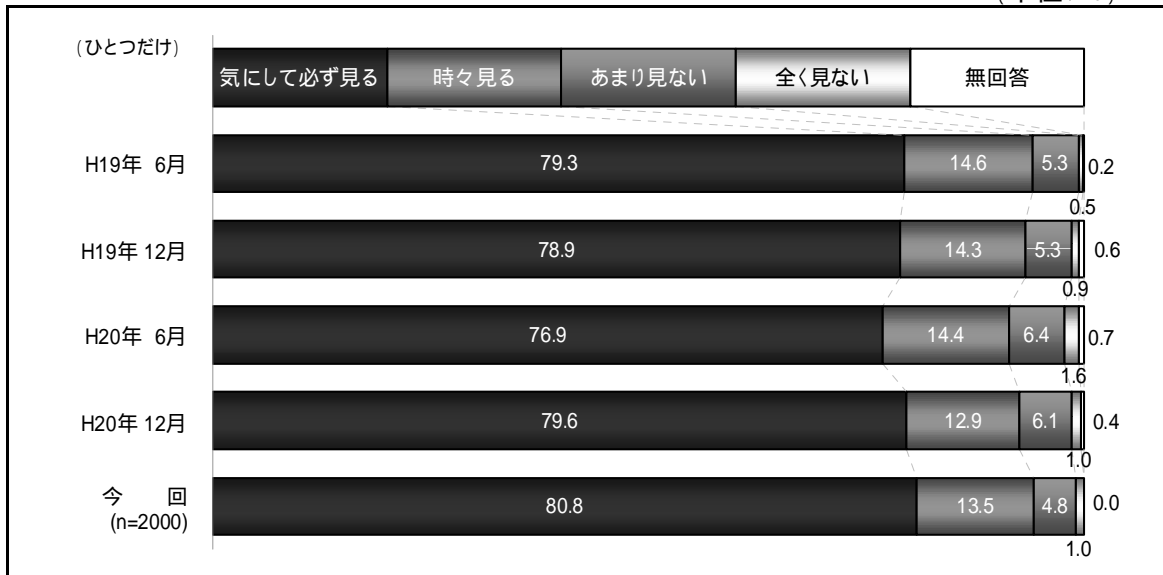 (ひとつだけ)
気にして必ず見る 時々見る あまり見ない 全く見ない 無回答
H19年 6月 79.3 14.6 5.3 0.2
0.5
H19年 12月 78.9 14.3 5.3 0.6
0.9
H20年 6月 76.9 14.4 6.4 0.7
1.6
H20年 12月 79.6 12.9 6.1 0.4
1.0
今 回
(n=2000) 80.8 13.5 4.8 0.0
1.0